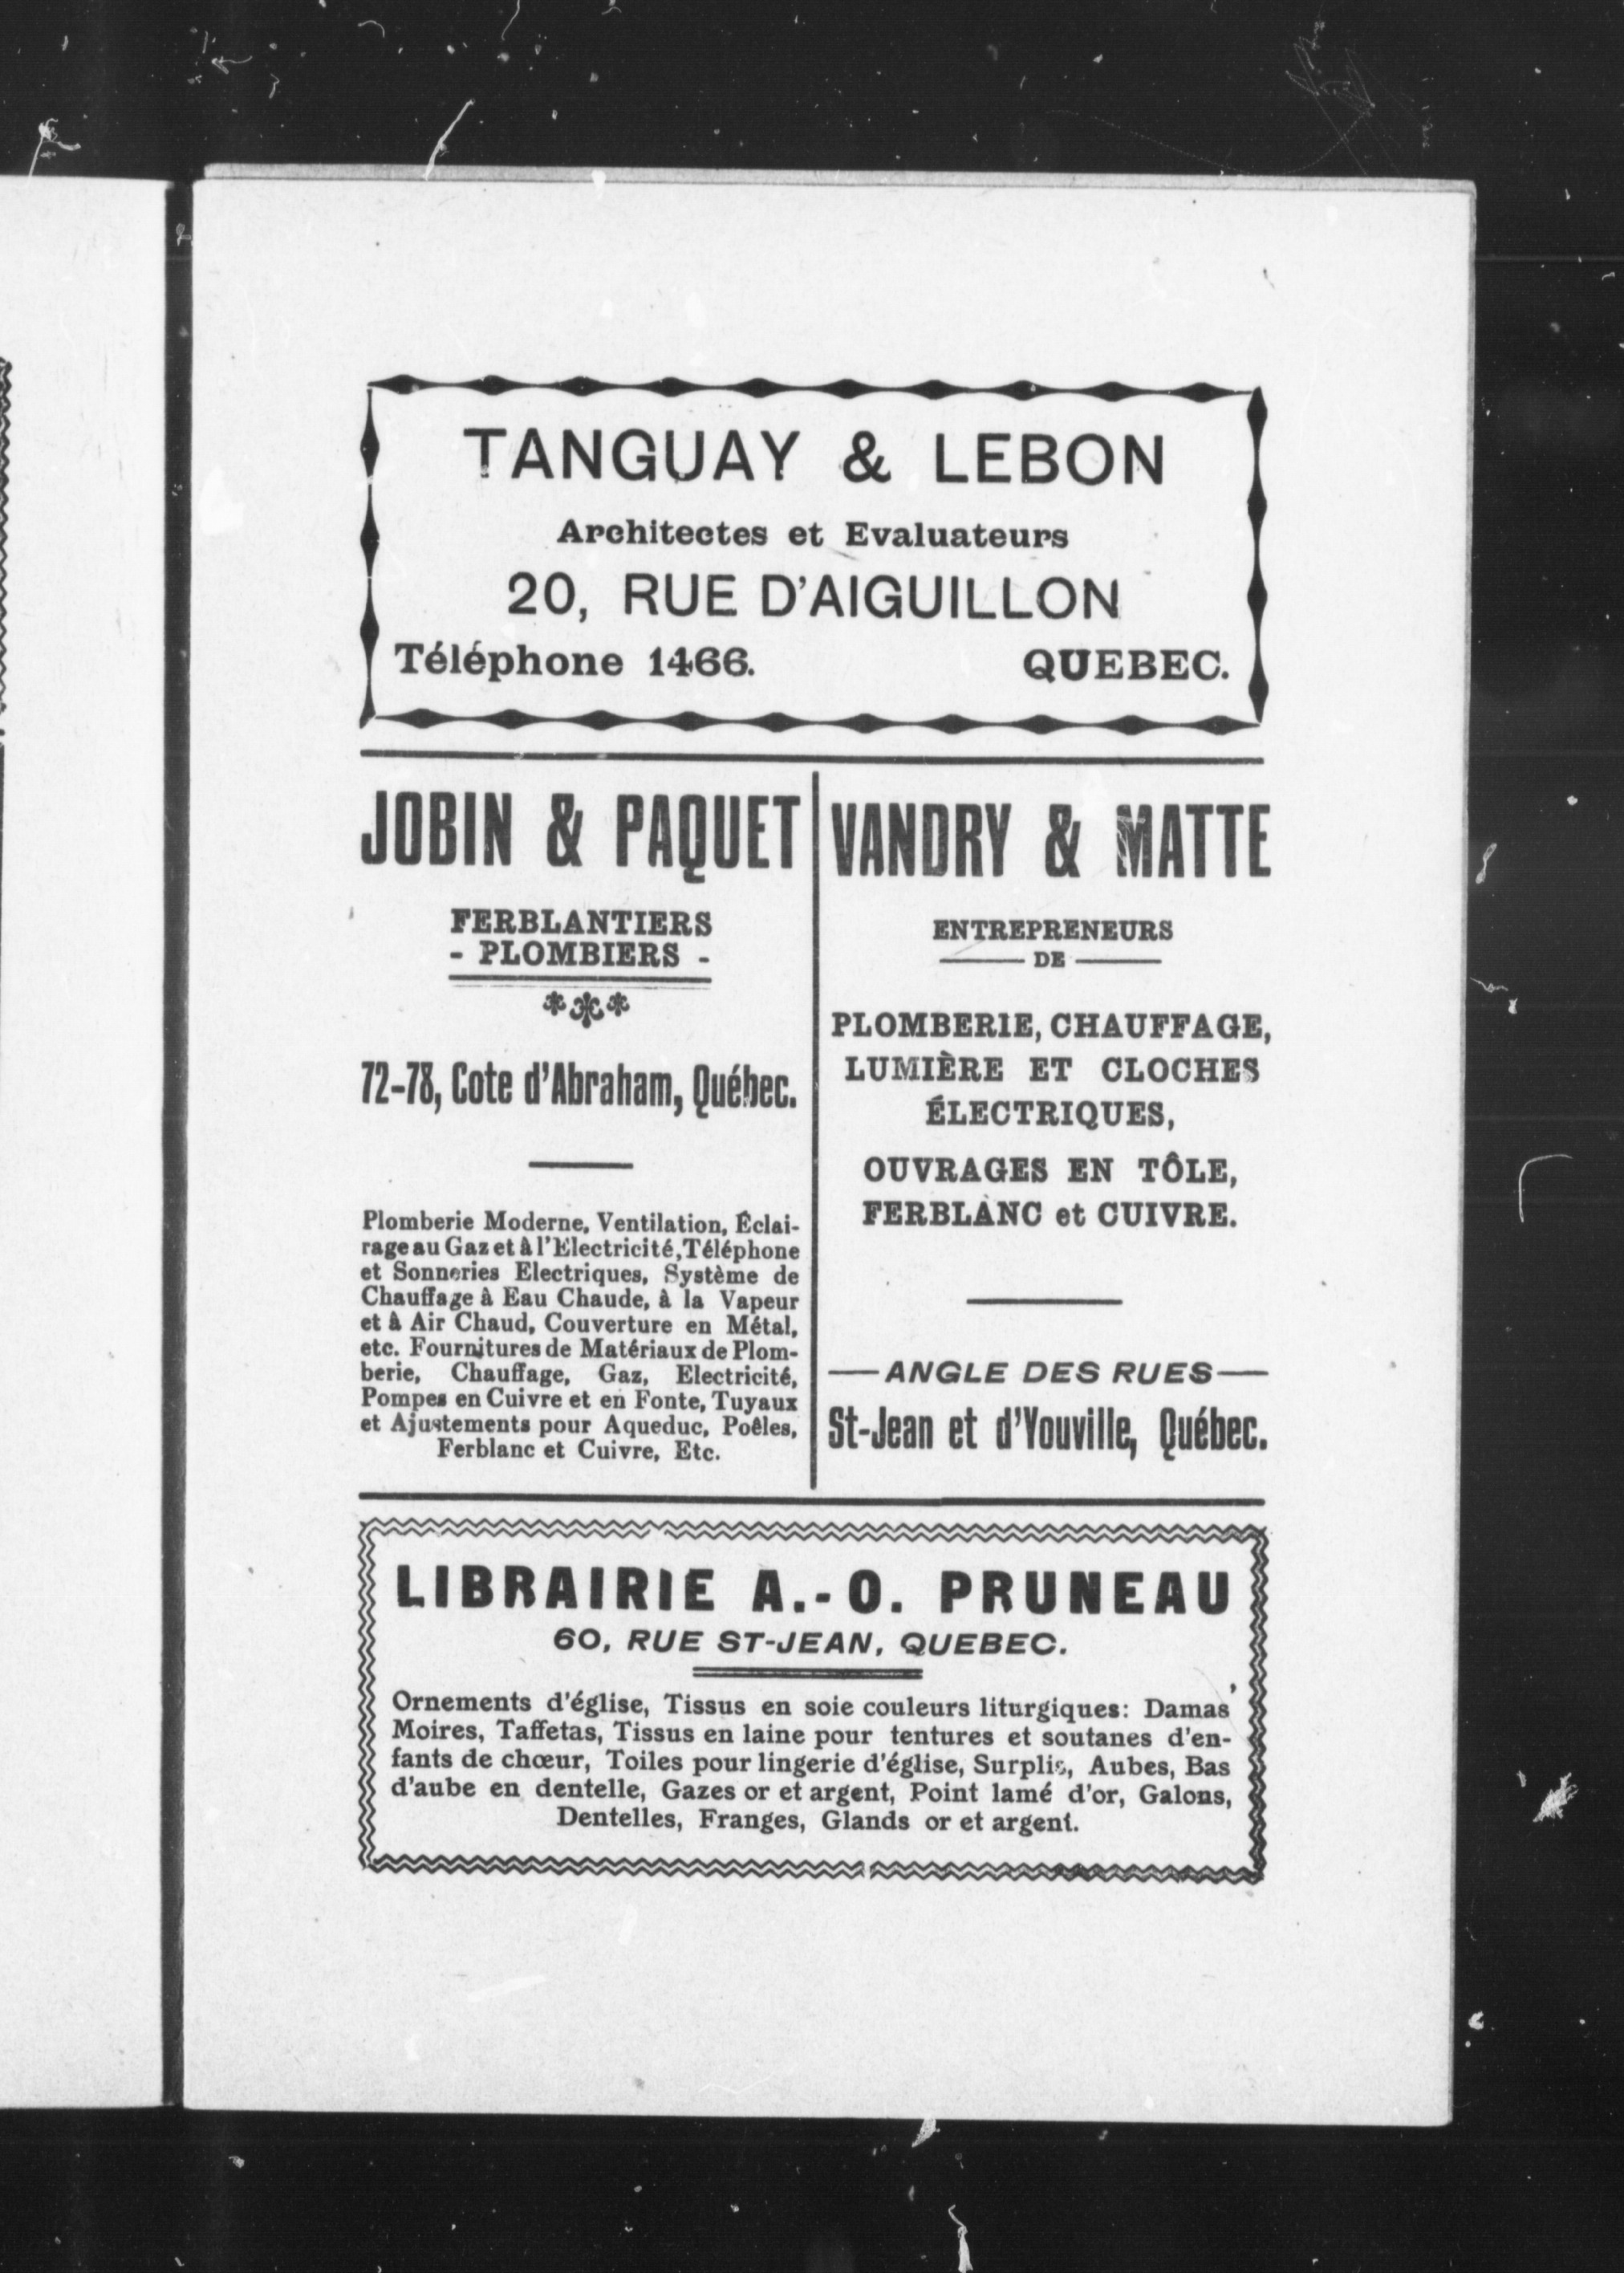 TANGUAY & LEBON
Architectes et Evaluateurs
20, RUE D'AIGUILLON
Téléphone 1466. QUEBEC.
JOBIN & PAQUET
FERBLANTIERS
- PLOMBIERS -
72-78, Cote d'Abraham, Québec.
Plomberie Moderne, Ventilation, Éclai-
rage au Gaz et à l'Electricité, Téléphone
et Sonneries Electriques, Système de
Chauffage à Eau Chaude, à la Vapeur
et à Air Chaud, Couverture en Métal,
etc. Fournitures de Matériaux de Plom-
berie, Chauffage, Gaz, Electricité,
Pompes en Cuivre et en Fonte, Tuyaux
et Ajustements pour Aqueduc, Poêles,
Ferblanc et Cuivre, Etc.
VANDRY & MATTE
ENTREPRENEURS
DE
PLOMBERIE, CHAUFFAGE,
LUMIÈRE ET CLOCHES
ÉLECTRIQUES,
OUVRAGES EN TÔLE,
FERBLANC et CUIVRE.
—ANGLE DES RUES—
St-Jean et d'Youville, Québec.
LIBRAIRIE A.-O. PRUNEAU
60, RUE ST-JEAN, QUEBEC.
Ornements d'église, Tissus en soie couleurs liturgiques: Damas'
Moires, Taffetas, Tissus en laine pour tentures et soutanes d'en-
fants de chœur, Toiles pour lingerie d'église, Surplis, Aubes, Bas
d'aube en dentelle, Gazes or et argent, Point lamé d'or, Galons,
Dentelles, Franges, Glands or et argent.